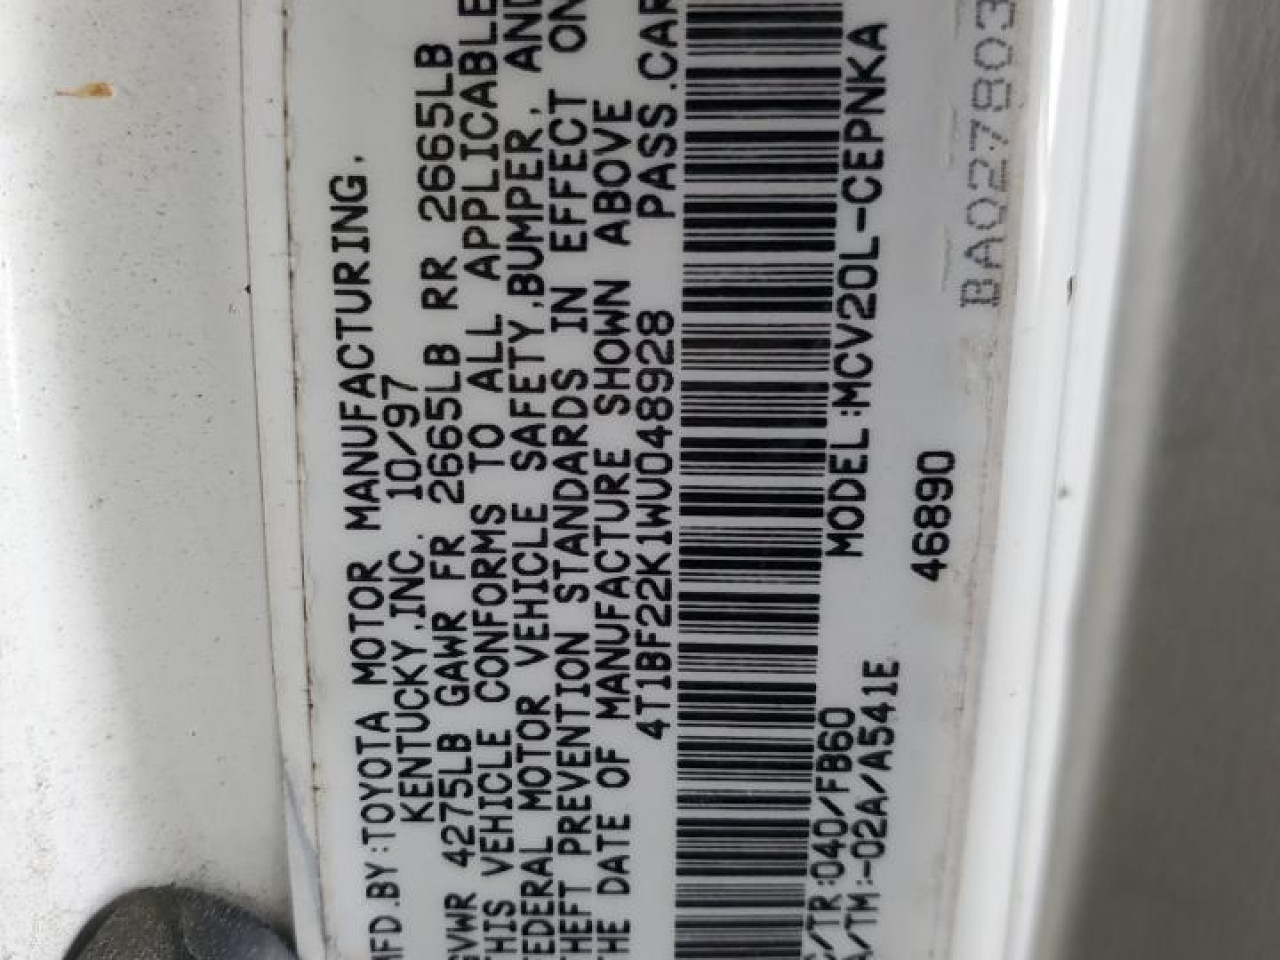 MFD.BY:TOYOTA MOTOR MANUFACTURING.
KENTUCKY,INC. 10/97
GVWR 4275LB GAWR FR 2665LB RR 2665LB
THIS VEHICLE CONFORMS TO ALL APPLICABLE
FEDERAL MOTOR VEHICLE SAFETY,BUMPER, AND
THEFT PREVENTION STANDARDS IN EFFECT ON
THE DATE OF MANUFACTURE SHOWN ABOVE
4T1BF22K1WU048928 PASS.CAR
MODEL:MCV20L-CEPNKA
C/TR:040/FB60
A/TM:-02A/A541E
46890
BA027803